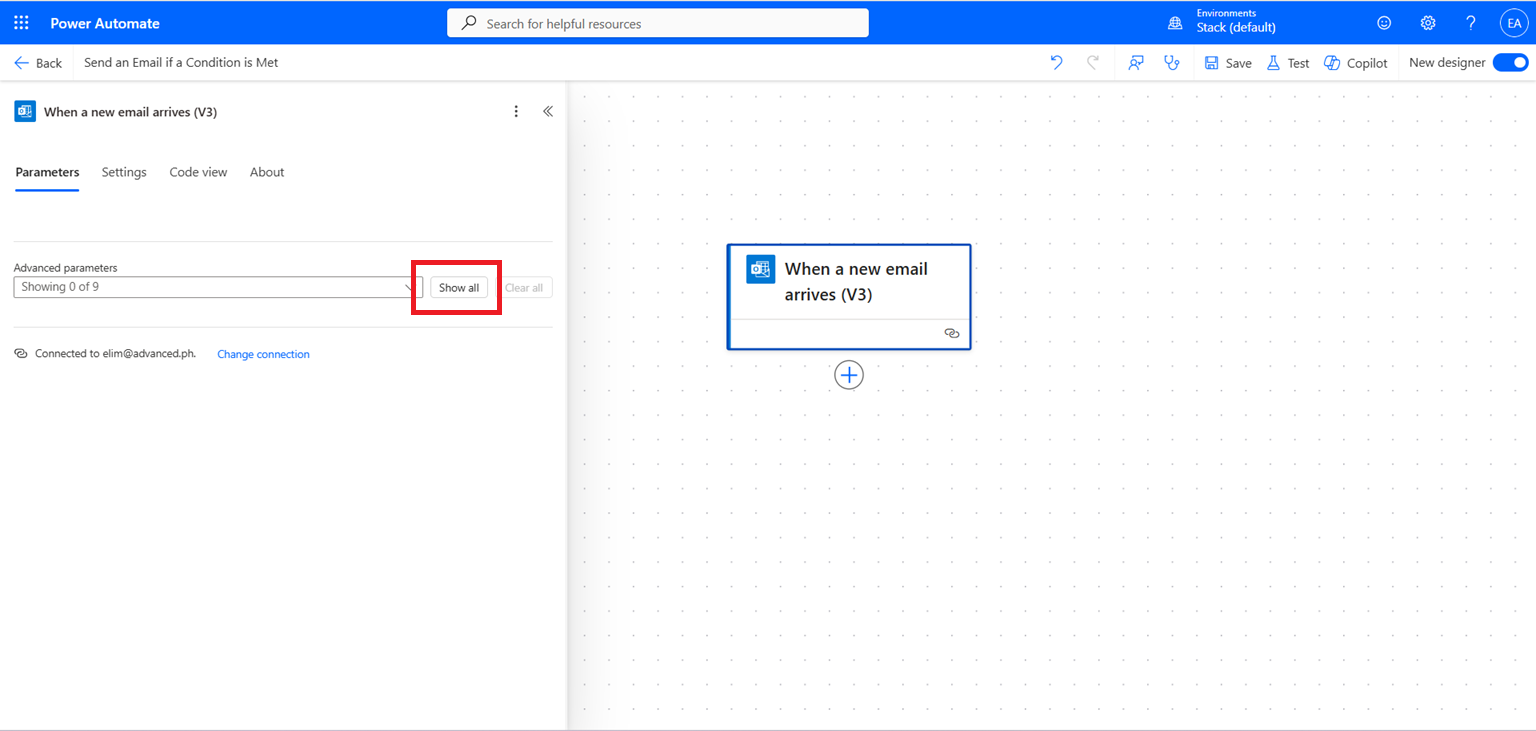 Power Automate
Search for helpful resources
Environments
Stack (default)
EA
Back
Send an Email if a Condition is Met
Save
Test
Copilot
New designer
When a new email arrives (V3)
Parameters
Settings
Code view
About
Advanced parameters
Showing 0 of 9
Show all
Clear all
Connected to elim@advanced.ph.
Change connection
When a new email
arrives (V3)